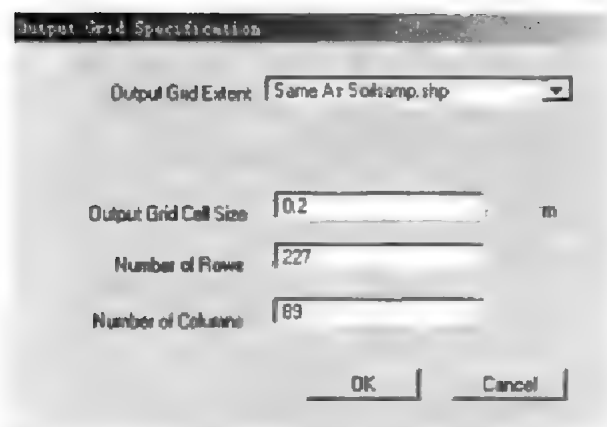 Output Grid Specification
Output Grid Extent Same As Soilsamp.shp
Output Grid Cell Size 0.2 m
Number of Rows 227
Number of Columns 89
OK Cancel